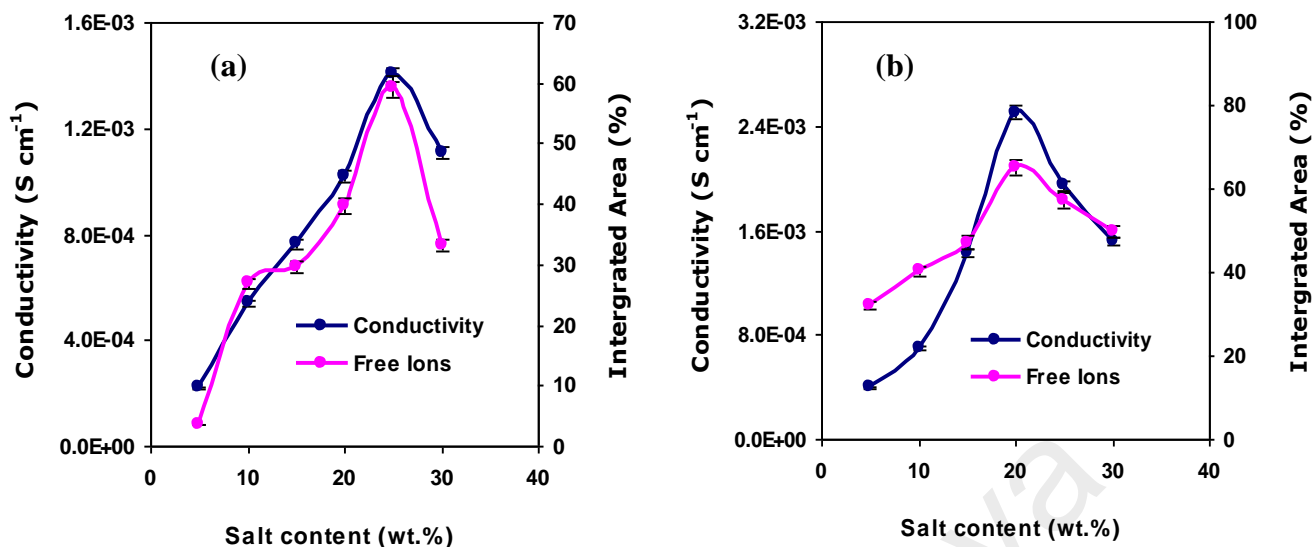 (a)
Conductivity (S cm⁻¹)
1.6E-03
1.2E-03
8.0E-04
4.0E-04
0.0E+00
70
60
50
40
30
20
10
0
Intergrated Area (%)
Conductivity
Free Ions
0 10 20 30 40
Salt content (wt.%)
(b)
Conductivity (S cm⁻¹)
3.2E-03
2.4E-03
1.6E-03
8.0E-04
0.0E+00
100
80
60
40
20
0
Intergrated Area (%)
Conductivity
Free Ions
0 10 20 30 40
Salt content (wt.%)